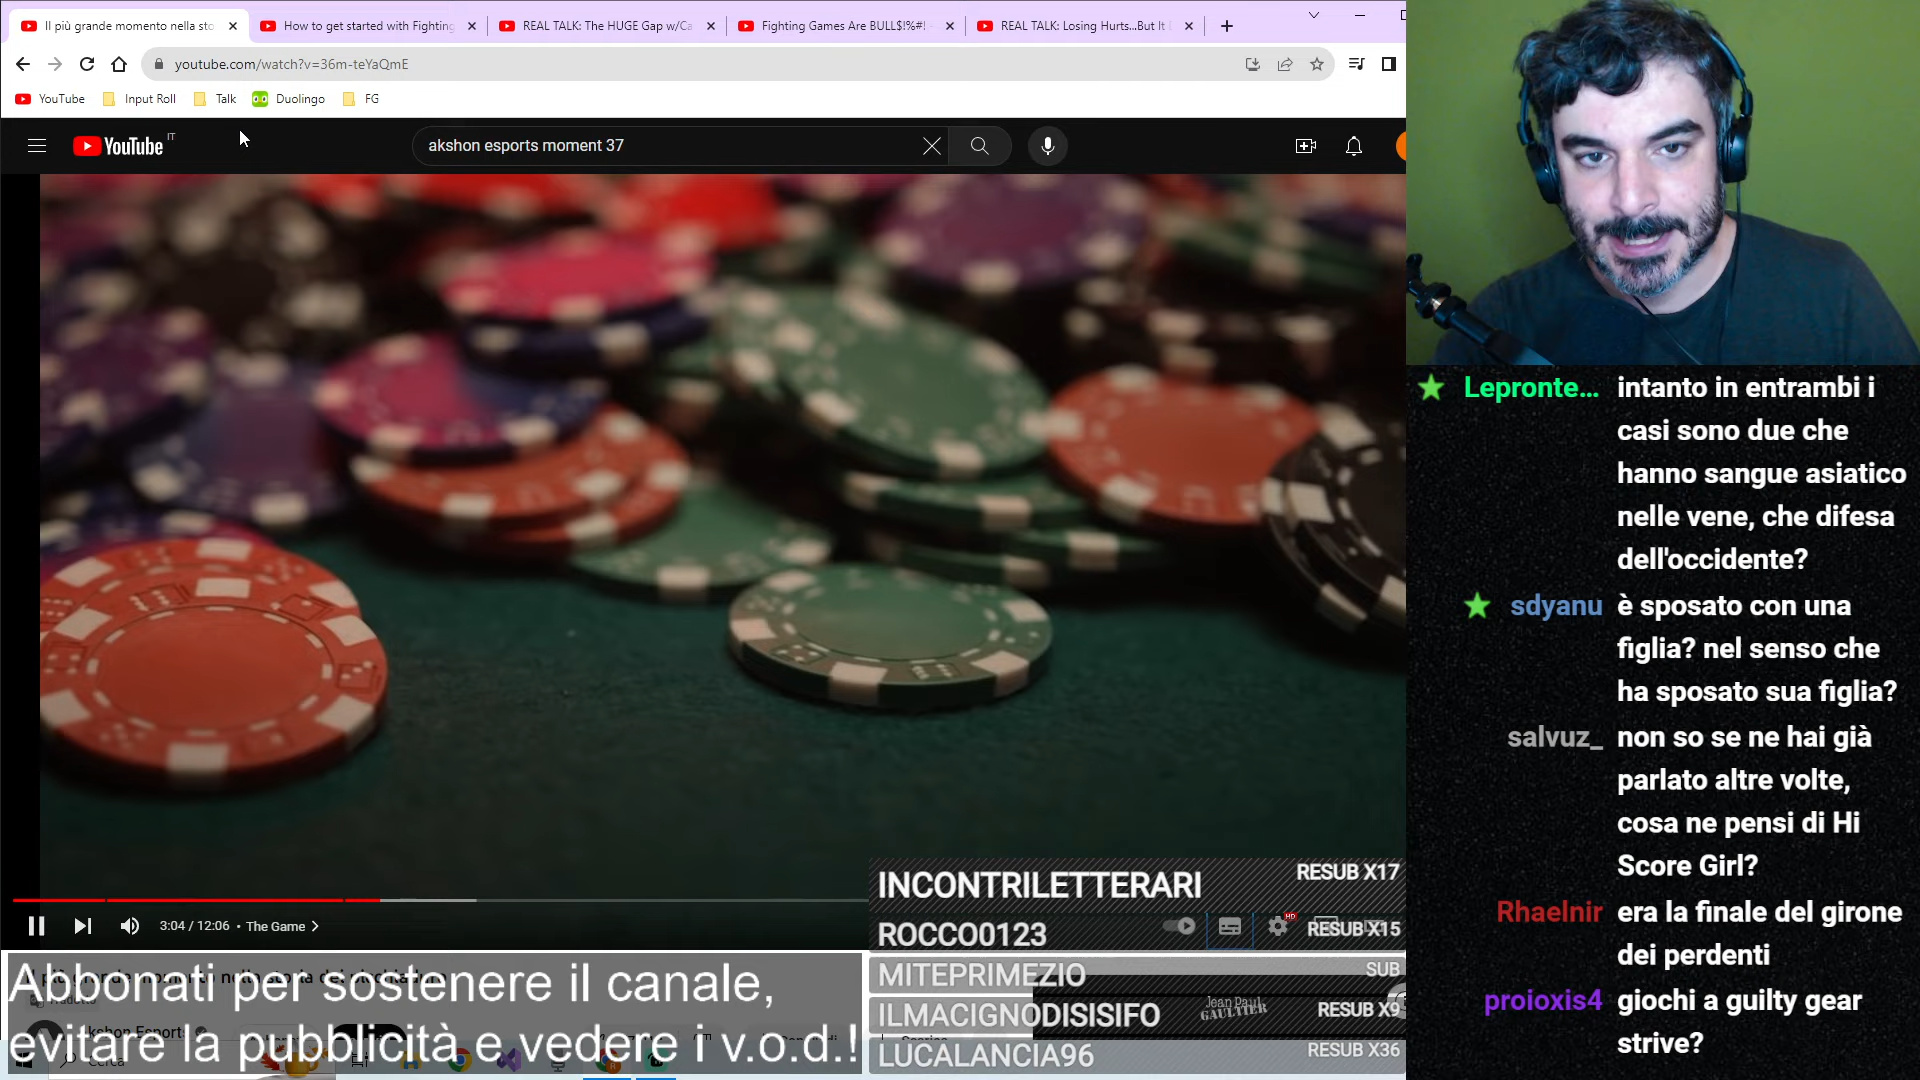 Il più grande momento nella sto
How to get started with Fighting
REAL TALK: The HUGE Gap w/Ca
Fighting Games Are BULL$!%#! -
REAL TALK: Losing Hurts...But It
youtube.com/watch?v=36m-teYaQmE
YouTube
Input Roll
Talk
Duolingo
FG
YouTube IT
akshon esports moment 37
Lepronte... intanto in entrambi i
casi sono due che
hanno sangue asiatico
nelle vene, che difesa
dell'occidente?
sdyanu è sposato con una
figlia? nel senso che
ha sposato sua figlia?
salvuz_ non so se ne hai già
parlato altre volte,
cosa ne pensi di Hi
Score Girl?
Rhaelnir era la finale del girone
dei perdenti
proioxis4 giochi a guilty gear
strive?
3:04 / 12:06 • The Game
HD
INCONTRILETTERARI RESUB X17
ROCCO0123 RESUB X15
MITEPRIMEZIO SUB
ILMACIGNODISISIFO RESUB X9
LUCALANCIA96 RESUB X36
Jean Paul
GAULTIER
Abbonati per sostenere il canale,
evitare la pubblicità e vedere i v.o.d.!
Cerca